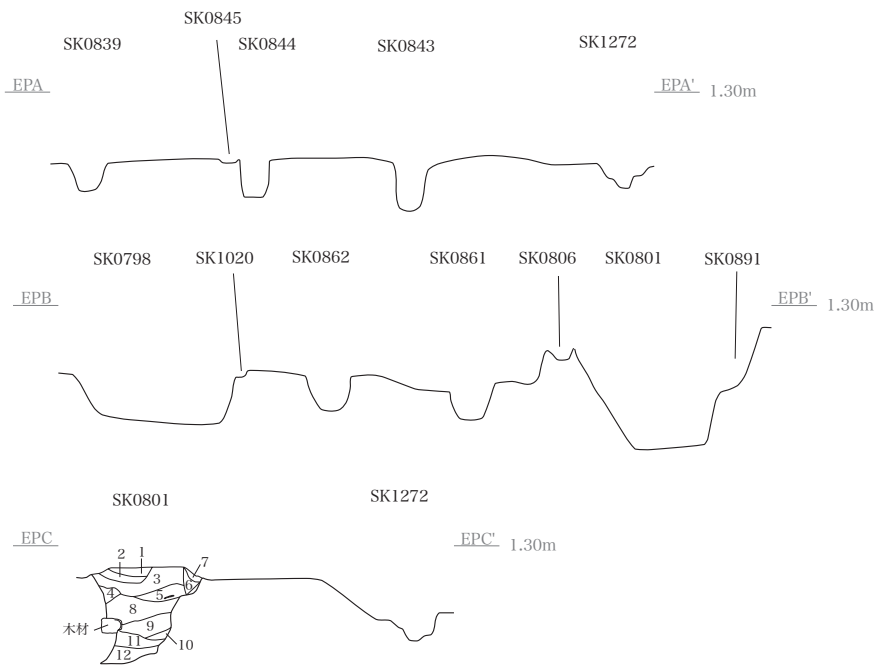 SK0845
SK0839 SK0844 SK0843 SK1272
EPA EPA' 1.30m
SK0798 SK1020 SK0862 SK0861 SK0806 SK0801 SK0891
EPB EPB' 1.30m
SK0801 SK1272
EPC EPC' 1.30m
2 1 7
3 6
4 5
8
木材 9
11 10
12